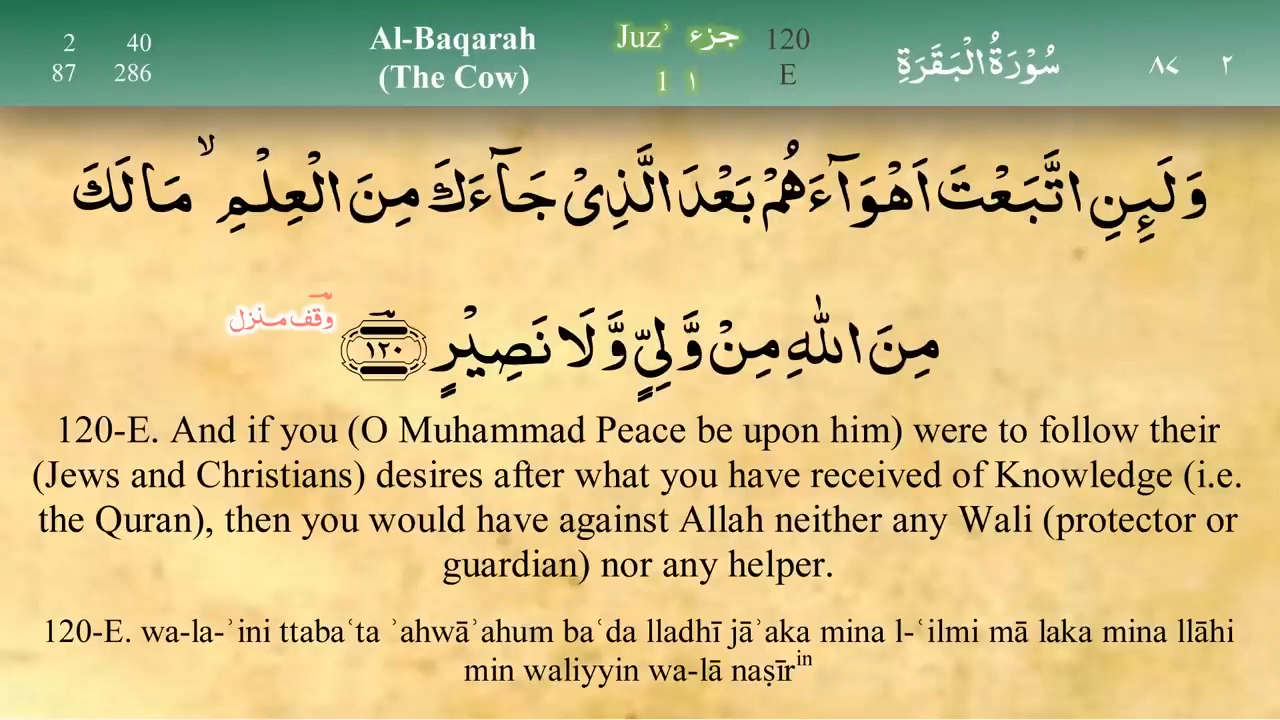 2 40
87 286
Al-Baqarah
(The Cow)
Juzʾ جزء
1 ١
120
E
سُوْرَةُ الْبَقَرَةِ
٨٧ ٢
وَلَئِنِ اتَّبَعْتَ اَهْوَآءَهُمْ بَعْدَ الَّذِیْ جَآءَكَ مِنَ الْعِلْمِ ۙ مَا لَكَ
مِنَ اللّٰهِ مِنْ وَّلِیٍّ وَّلَا نَصِیْرٍ ١٢٠ وقف منزل
120-E. And if you (O Muhammad Peace be upon him) were to follow their
(Jews and Christians) desires after what you have received of Knowledge (i.e.
the Quran), then you would have against Allah neither any Wali (protector or
guardian) nor any helper.
120-E. wa-la-ʾini ttabaʿta ʾahwāʾahum baʿda lladhī jāʾaka mina l-ʿilmi mā laka mina llāhi
min waliyyin wa-lā naṣīrⁱⁿ